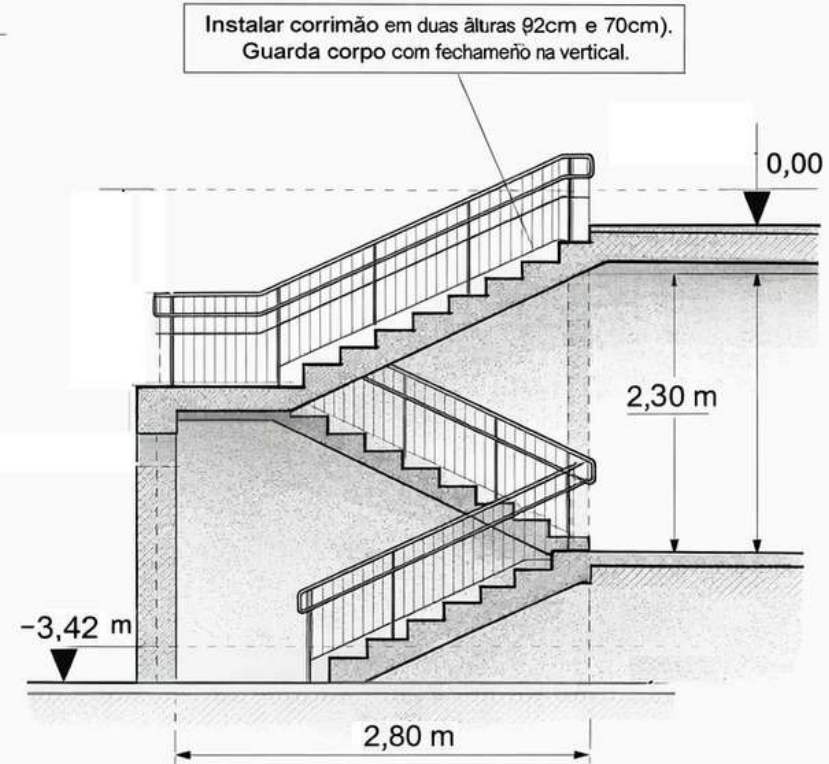 Instalar corrimão em duas âlturas (92cm e 70cm).
Guarda corpo com fechameño na vertical.
0,00
2,30 m
−3,42 m
2,80 m